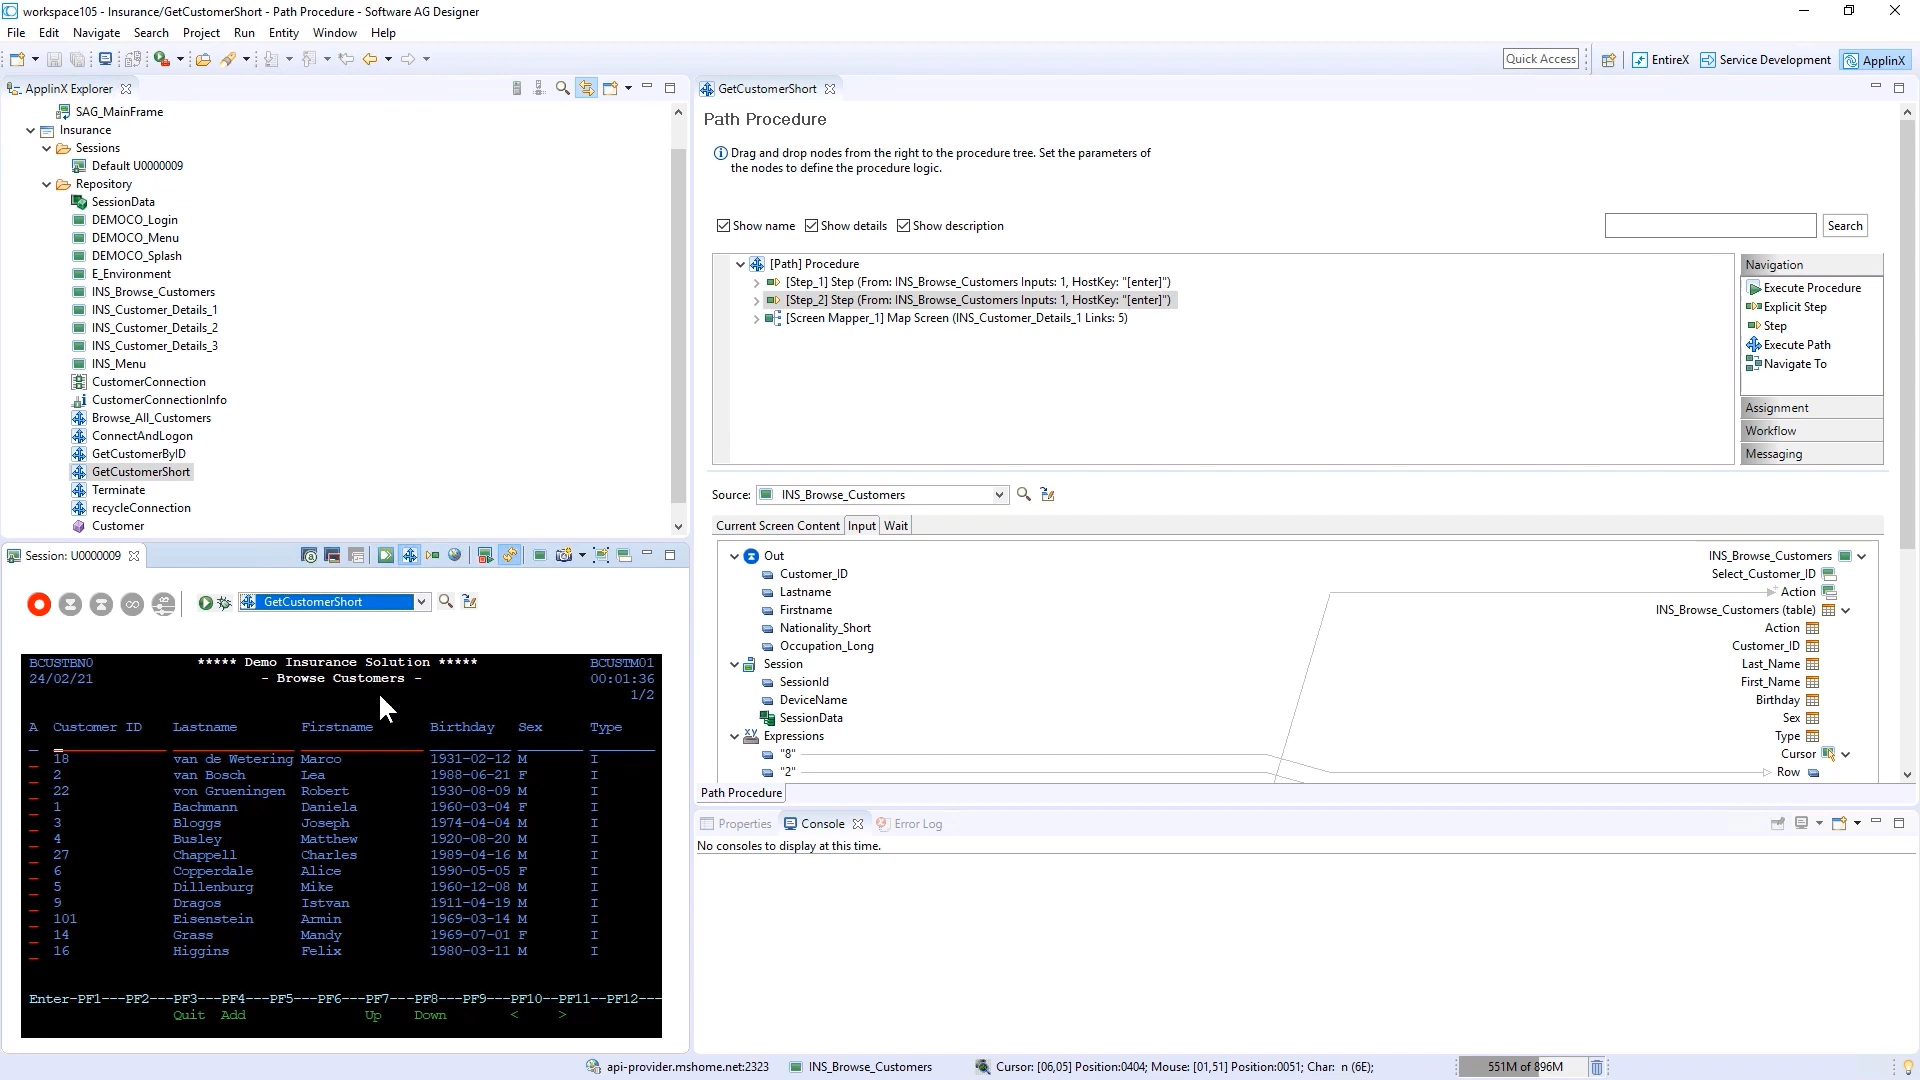 workspace105 - Insurance/GetCustomerShort - Path Procedure - Software AG Designer
File Edit Navigate Search Project Run Entity Window Help
Quick Access EntireX Service Development ApplinX
ApplinX Explorer
SAG_MainFrame
Insurance
Sessions
Default U0000009
Repository
SessionData
DEMOCO_Login
DEMOCO_Menu
DEMOCO_Splash
E_Environment
INS_Browse_Customers
INS_Customer_Details_1
INS_Customer_Details_2
INS_Customer_Details_3
INS_Menu
CustomerConnection
CustomerConnectionInfo
Browse_All_Customers
ConnectAndLogon
GetCustomerByID
GetCustomerShort
Terminate
recycleConnection
Customer
Session: U0000009
GetCustomerShort
BCUSTBN0 ***** Demo Insurance Solution ***** BCUSTM01
24/02/21 - Browse Customers - 00:01:36
1/2
A Customer ID Lastname Firstname Birthday Sex Type
18 van de Wetering Marco 1931-02-12 M I
2 van Bosch Lea 1988-06-21 F I
22 von Grueningen Robert 1930-08-09 M I
1 Bachmann Daniela 1960-03-04 F I
3 Bloggs Joseph 1974-04-04 M I
4 Busley Matthew 1920-08-20 M I
27 Chappell Charles 1989-04-16 M I
6 Copperdale Alice 1990-05-05 F I
5 Dillenburg Mike 1960-12-08 M I
9 Dragos Istvan 1911-04-19 M I
101 Eisenstein Armin 1969-03-14 M I
14 Grass Mandy 1969-07-01 F I
16 Higgins Felix 1980-03-11 M I
Enter-PF1---PF2---PF3---PF4---PF5---PF6---PF7---PF8---PF9---PF10--PF11--PF12---
Quit Add Up Down < >
GetCustomerShort
Path Procedure
Drag and drop nodes from the right to the procedure tree. Set the parameters of
the nodes to define the procedure logic.
Show name Show details Show description Search
[Path] Procedure
[Step_1] Step (From: INS_Browse_Customers Inputs: 1, HostKey: "[enter]")
[Step_2] Step (From: INS_Browse_Customers Inputs: 1, HostKey: "[enter]")
[Screen Mapper_1] Map Screen (INS_Customer_Details_1 Links: 5)
Navigation
Execute Procedure
Explicit Step
Step
Execute Path
Navigate To
Assignment
Workflow
Messaging
Source: INS_Browse_Customers
Current Screen Content Input Wait
Out
Customer_ID
Lastname
Firstname
Nationality_Short
Occupation_Long
Session
SessionId
DeviceName
SessionData
Expressions
"8"
"2"
INS_Browse_Customers
Select_Customer_ID
Action
INS_Browse_Customers (table)
Action
Customer_ID
Last_Name
First_Name
Birthday
Sex
Type
Cursor
Row
Path Procedure
Properties Console Error Log
No consoles to display at this time.
api-provider.mshome.net:2323 INS_Browse_Customers Cursor: [06,05] Position:0404; Mouse: [01,51] Position:0051; Char: n (6E); 551M of 896M